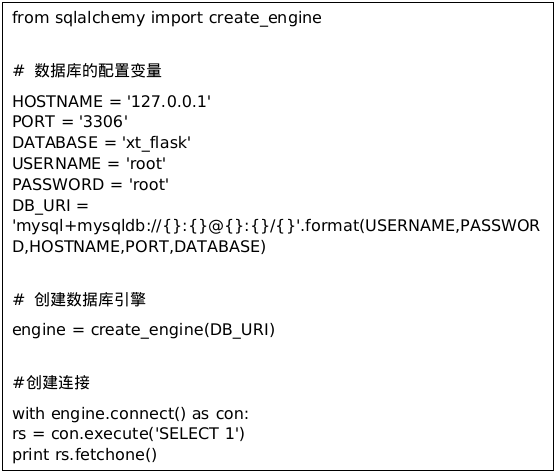 from sqlalchemy import create_engine
# 数据库的配置变量
HOSTNAME = '127.0.0.1'
PORT = '3306'
DATABASE = 'xt_flask'
USERNAME = 'root'
PASSWORD = 'root'
DB_URI =
'mysql+mysqldb://{}:{}@{}:{}/{}'.format(USERNAME,PASSWOR
D,HOSTNAME,PORT,DATABASE)
# 创建数据库引擎
engine = create_engine(DB_URI)
#创建连接
with engine.connect() as con:
rs = con.execute('SELECT 1')
print rs.fetchone()